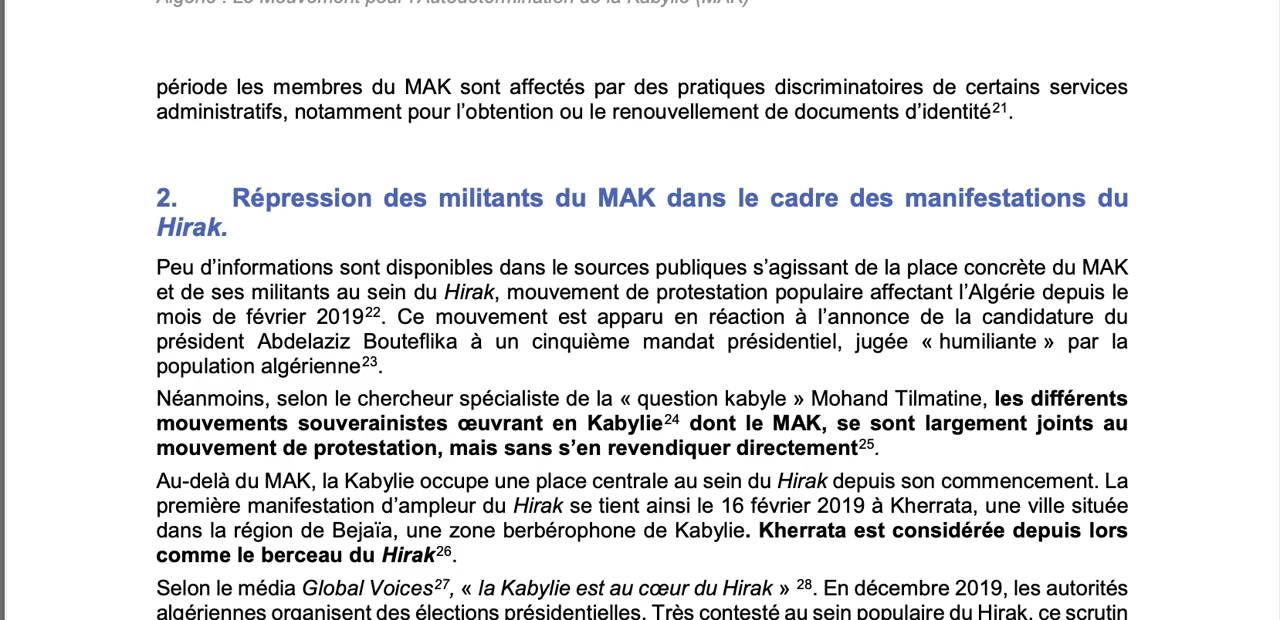 Algérie : Le Mouvement pour l'Autodétermination de la Kabylie (MAK)
période les membres du MAK sont affectés par des pratiques discriminatoires de certains services
administratifs, notamment pour l’obtention ou le renouvellement de documents d’identité²¹.
2. Répression des militants du MAK dans le cadre des manifestations du
Hirak.
Peu d’informations sont disponibles dans le sources publiques s’agissant de la place concrète du MAK
et de ses militants au sein du Hirak, mouvement de protestation populaire affectant l’Algérie depuis le
mois de février 2019²². Ce mouvement est apparu en réaction à l’annonce de la candidature du
président Abdelaziz Bouteflika à un cinquième mandat présidentiel, jugée « humiliante » par la
population algérienne²³.
Néanmoins, selon le chercheur spécialiste de la « question kabyle » Mohand Tilmatine, les différents
mouvements souverainistes œuvrant en Kabylie²⁴ dont le MAK, se sont largement joints au
mouvement de protestation, mais sans s’en revendiquer directement²⁵.
Au-delà du MAK, la Kabylie occupe une place centrale au sein du Hirak depuis son commencement. La
première manifestation d’ampleur du Hirak se tient ainsi le 16 février 2019 à Kherrata, une ville située
dans la région de Bejaïa, une zone berbérophone de Kabylie. Kherrata est considérée depuis lors
comme le berceau du Hirak²⁶.
Selon le média Global Voices²⁷, « la Kabylie est au cœur du Hirak » ²⁸. En décembre 2019, les autorités
algériennes organisent des élections présidentielles. Très contesté au sein populaire du Hirak, ce scrutin